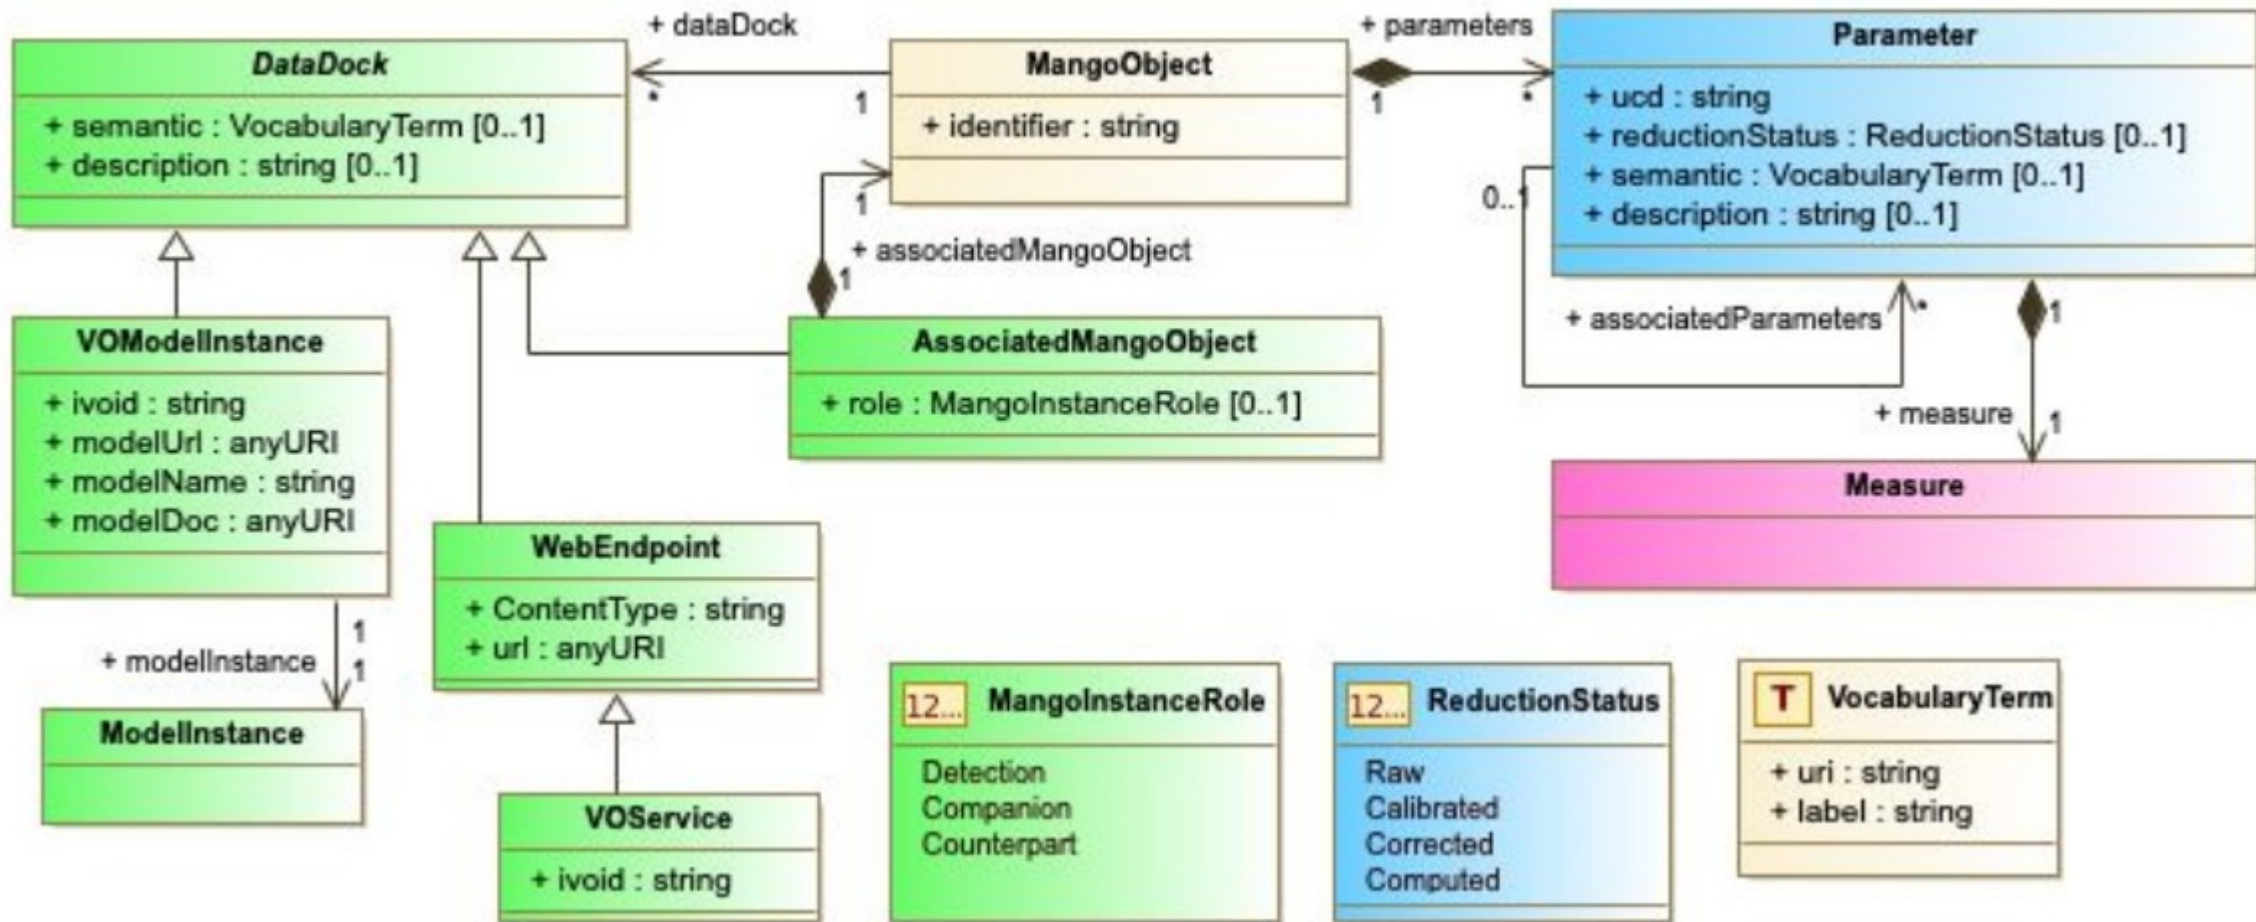 + dataDock
+ parameters
DataDock
+ semantic : VocabularyTerm [0..1]
+ description : string [0..1]
*
1
MangoObject
+ identifier : string
1
*
Parameter
+ ucd : string
+ reductionStatus : ReductionStatus [0..1]
+ semantic : VocabularyTerm [0..1]
+ description : string [0..1]
0..1
1
+ associatedMangoObject
1
+ associatedParameters
*
1
VOModelInstance
+ ivoid : string
+ modelUrl : anyURI
+ modelName : string
+ modelDoc : anyURI
AssociatedMangoObject
+ role : MangoInstanceRole [0..1]
+ measure
1
Measure
WebEndpoint
+ ContentType : string
+ url : anyURI
1
+ modelInstance
1
ModelInstance
VOService
+ ivoid : string
12... MangoInstanceRole
Detection
Companion
Counterpart
12... ReductionStatus
Raw
Calibrated
Corrected
Computed
T VocabularyTerm
+ uri : string
+ label : string